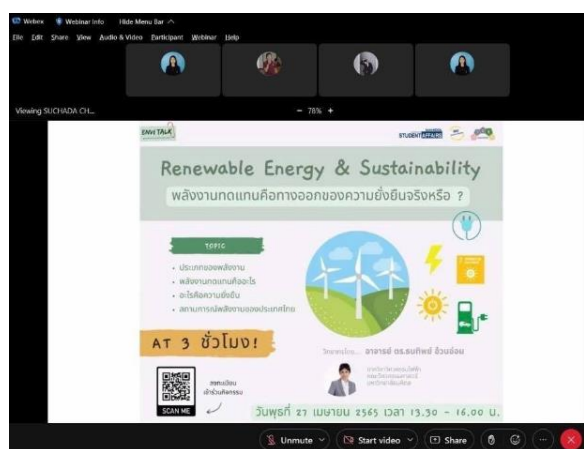 Webex Webinar Info Hide Menu Bar
File Edit Share View Audio & Video Participant Webinar Help
Viewing SUCHADA CH...
− 78% +
ENVI TALK
STUDENT AFFAIRS
Renewable Energy & Sustainability
พลังงานทดแทนคือทางออกของความยั่งยืนจริงหรือ ?
TOPIC
• ประเภทของพลังงาน
• พลังงานทดแทนคืออะไร
• อะไรคือความยั่งยืน
• สถานการณ์พลังงานของประเทศไทย
AT 3 ชั่วโมง!
วิทยากรโดย... อาจารย์ ดร.ธนทิพย์ อ้วนอ่อน
SCAN ME
ลงทะเบียน
เข้าร่วมกิจกรรม
วันพุธที่ 27 เมษายน 2565 เวลา 13.30 - 16.00 น.
Unmute
Start video
Share